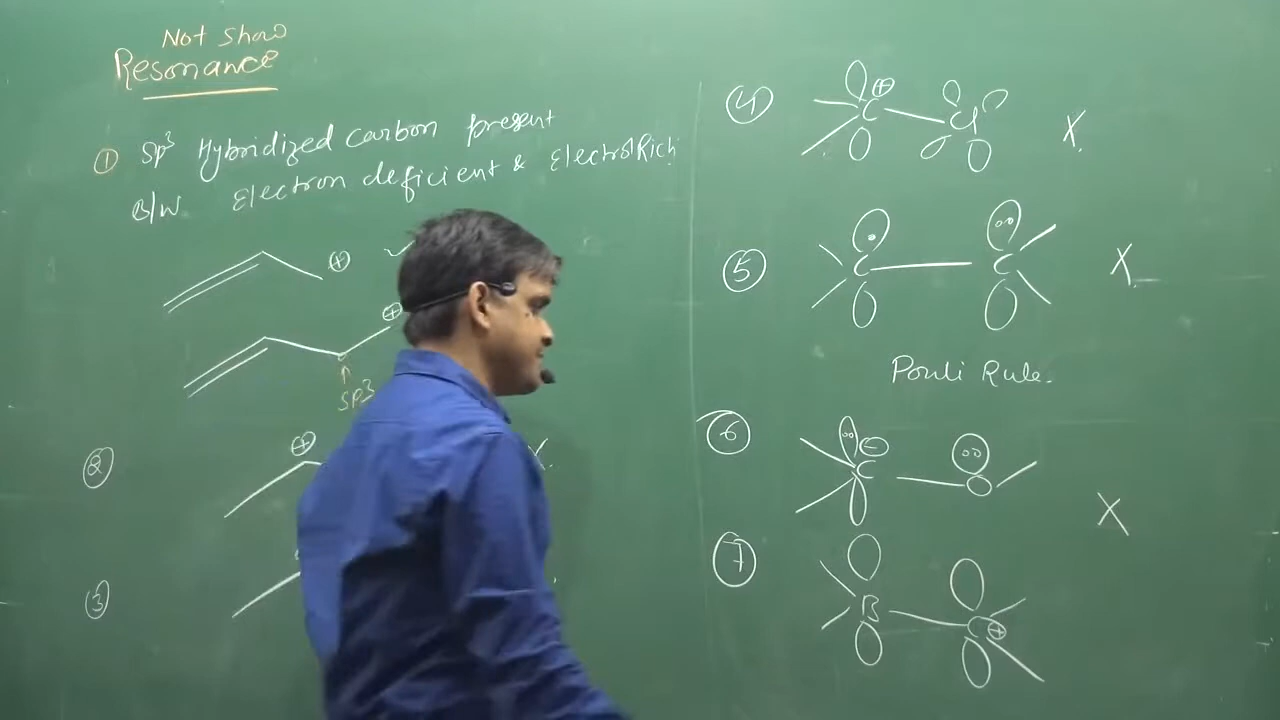 Not Show
Resonance
① SP³ Hybridized carbon present
B/W Electron deficient & ElectroRich
⊕
⊕
SP³
②
⊕
③
④ C ⊕ Cl X
⑤ C C X
Pouli Rule.
⑥ C ⊖ X
⑦ B C ⊕